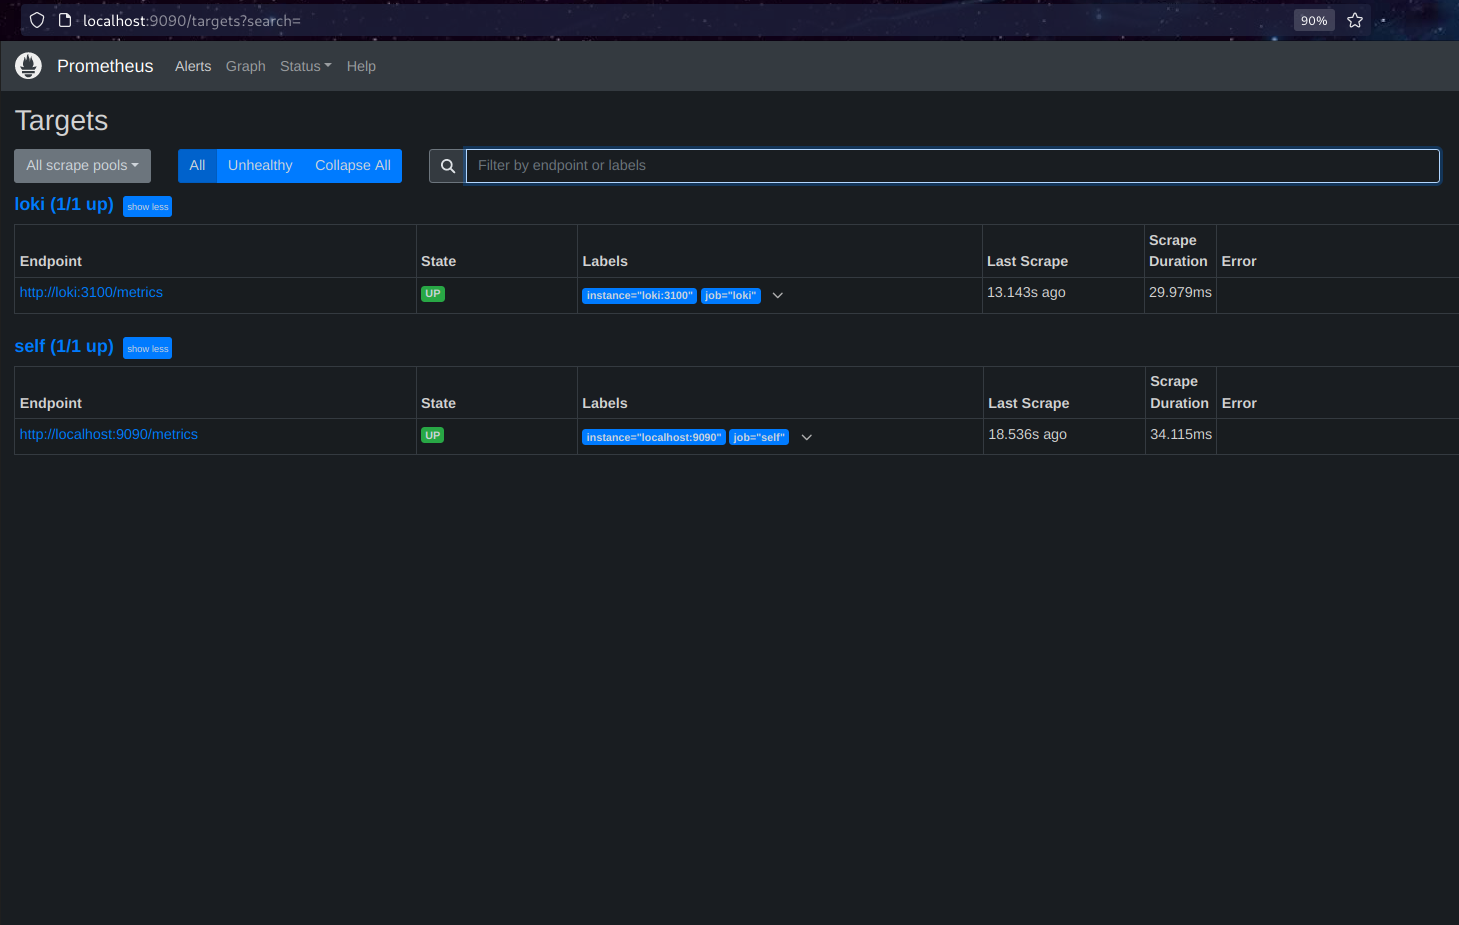 localhost:9090/targets?search=
90%
Prometheus Alerts Graph Status Help
Targets
All scrape pools All Unhealthy Collapse All Filter by endpoint or labels
loki (1/1 up) show less
Endpoint State Labels Last Scrape Scrape Duration Error
http://loki:3100/metrics UP instance="loki:3100" job="loki" 13.143s ago 29.979ms
self (1/1 up) show less
Endpoint State Labels Last Scrape Scrape Duration Error
http://localhost:9090/metrics UP instance="localhost:9090" job="self" 18.536s ago 34.115ms